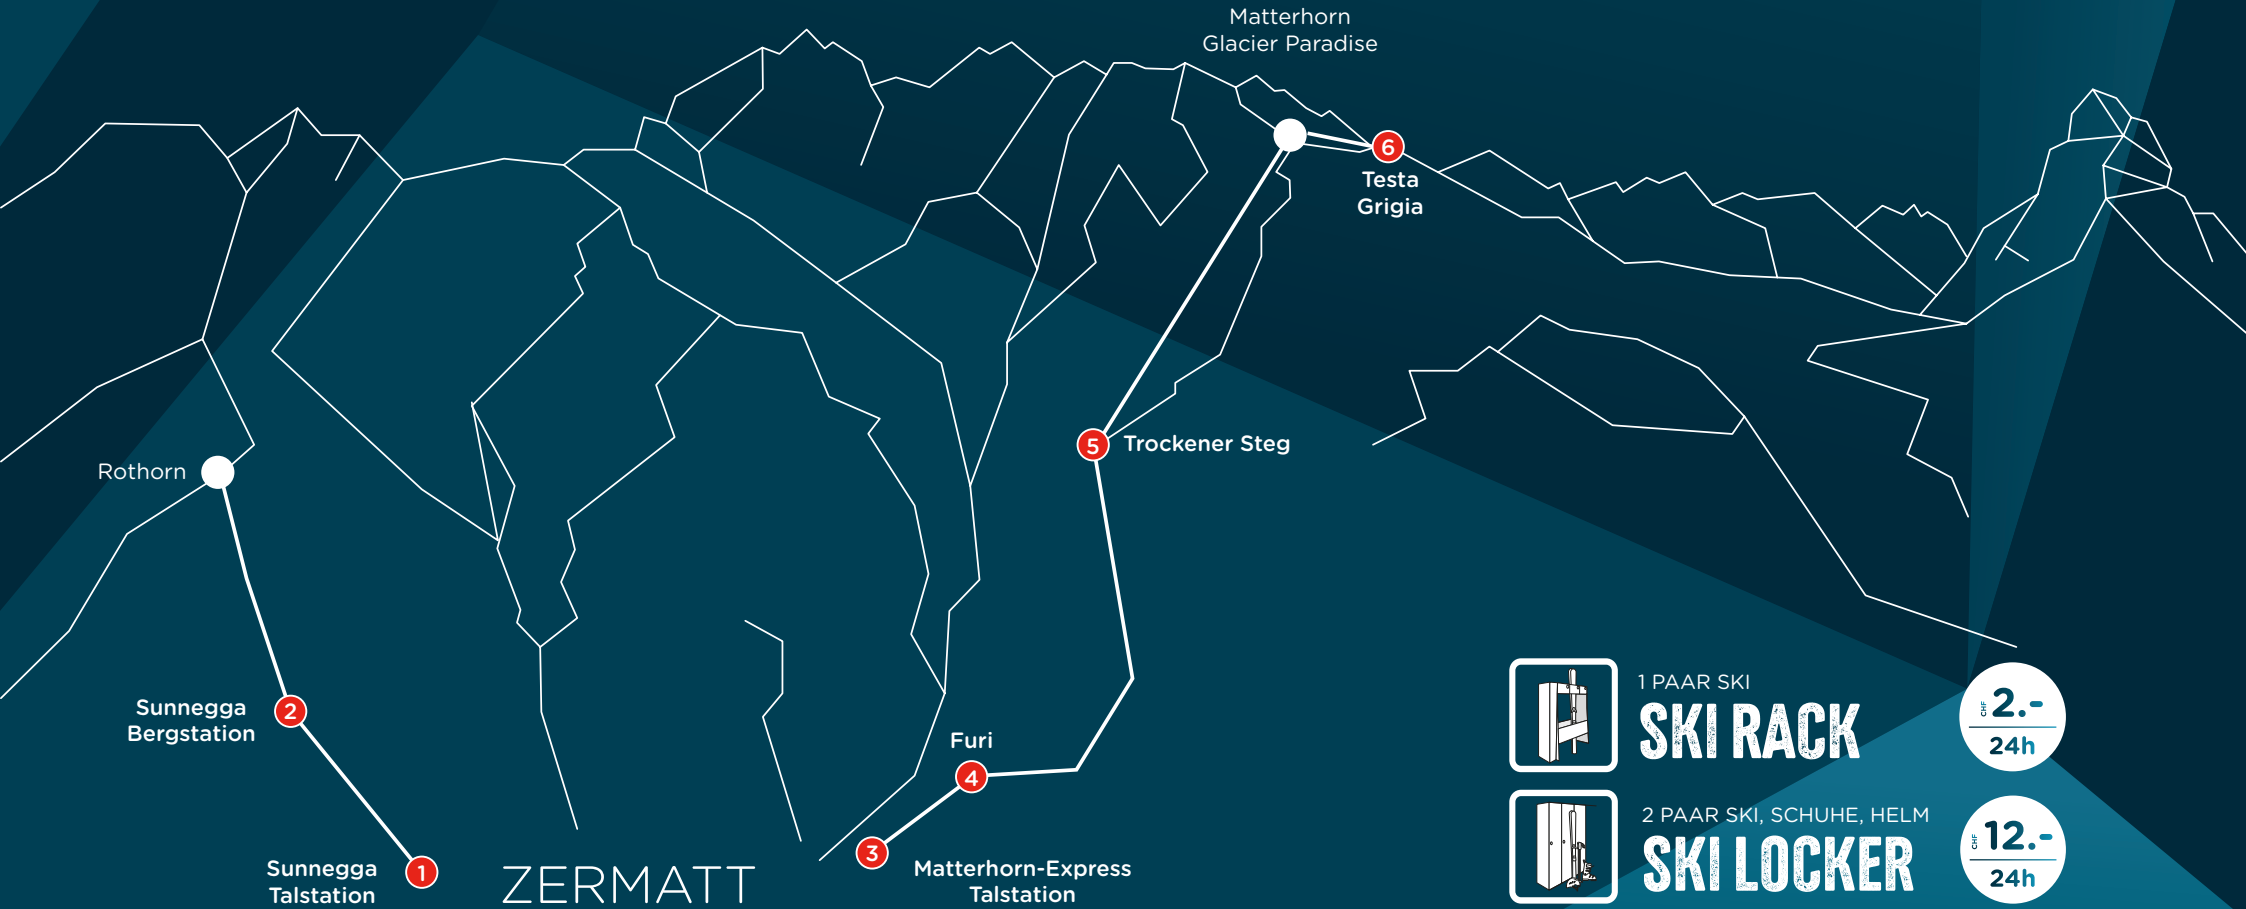 Matterhorn
Glacier Paradise
6
Testa
Grigia
5 Trockener Steg
Rothorn
Sunnegga
Bergstation
2
Furi
4
3
Matterhorn-Express
Talstation
Sunnegga
Talstation
1
ZERMATT
1 PAAR SKI
SKI RACK
CHF 2.-
24h
2 PAAR SKI, SCHUHE, HELM
SKI LOCKER
CHF 12.-
24h